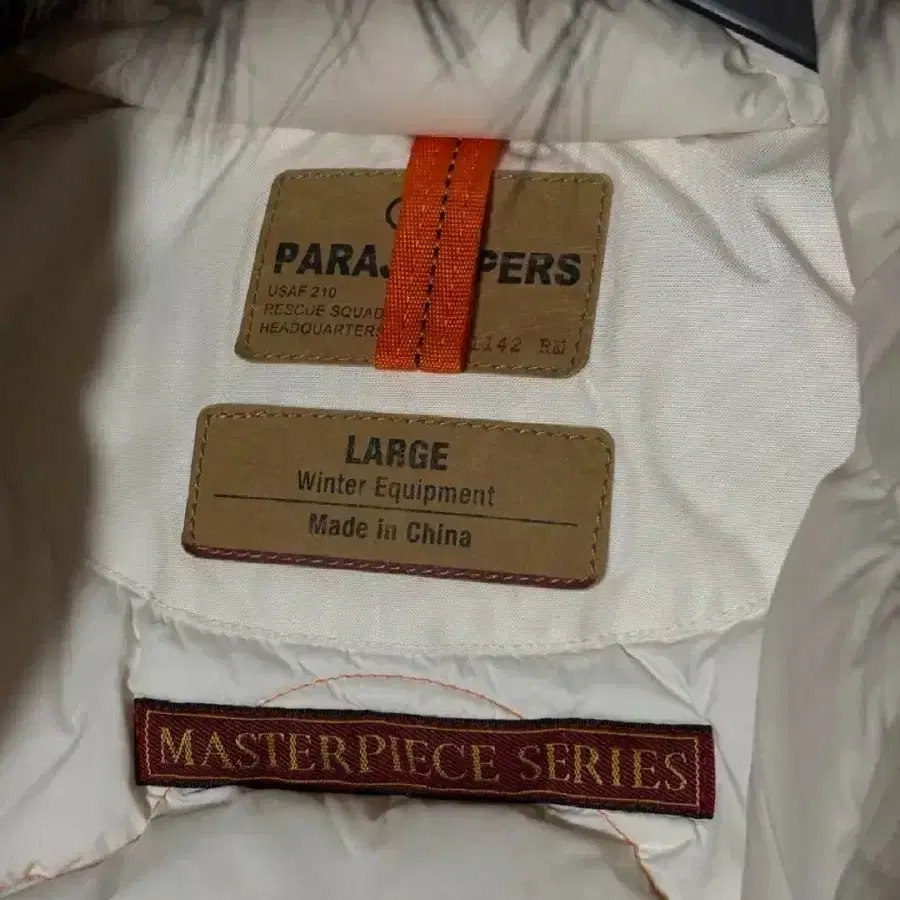 PARAJ PERS
USAF 210
RESCUE SQUAD
HEADQUARTERS
1142
LARGE
Winter Equipment
Made in China
MASTERPIECE SERIES